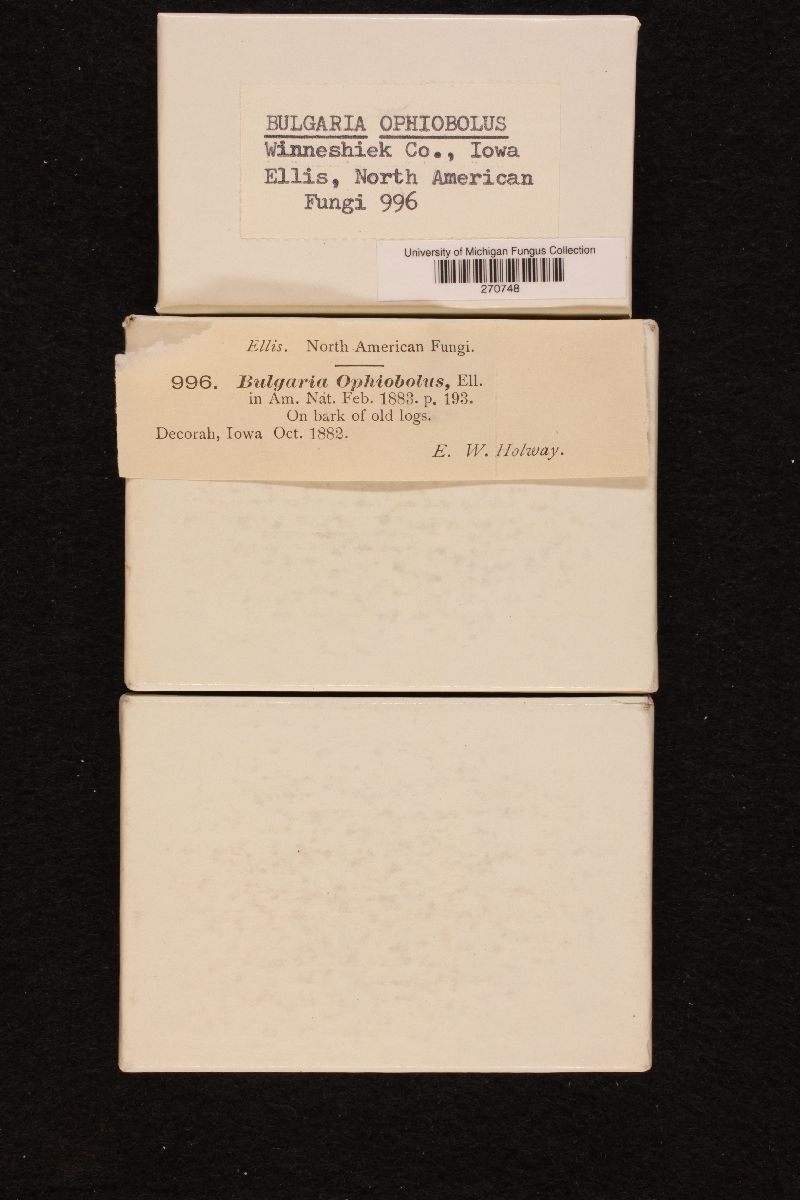 BULGARIA OPHIOBOLUS
Winneshiek Co., Iowa
Ellis, North American
Fungi 996
University of Michigan Fungus Collection
270748
Ellis. North American Fungi.
996. Bulgaria Ophiobolus, Ell.
in Am. Nat. Feb. 1883. p. 193.
On bark of old logs.
Decorah, Iowa Oct. 1882.
E. W. Holway.